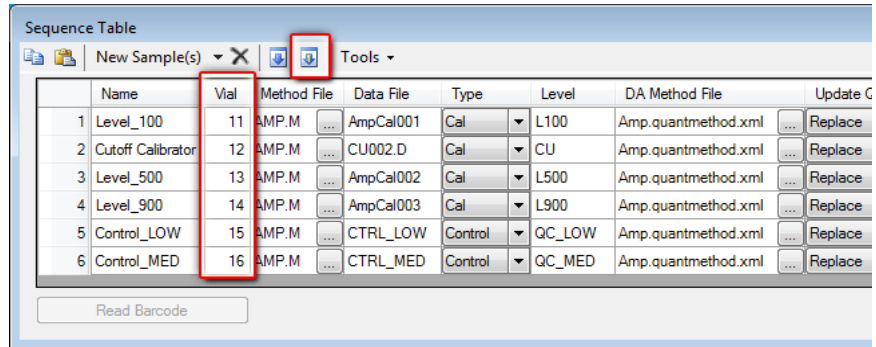 Sequence Table
New Sample(s) Tools
Name Vial Method File Data File Type Level DA Method File Update Q
1 Level_100 11 AMP.M ... AmpCal001 Cal L100 Amp.quantmethod.xml ... Replace
2 Cutoff Calibrator 12 AMP.M ... CU002.D Cal CU Amp.quantmethod.xml ... Replace
3 Level_500 13 AMP.M ... AmpCal002 Cal L500 Amp.quantmethod.xml ... Replace
4 Level_900 14 AMP.M ... AmpCal003 Cal L900 Amp.quantmethod.xml ... Replace
5 Control_LOW 15 AMP.M ... CTRL_LOW Control QC_LOW Amp.quantmethod.xml ... Replace
6 Control_MED 16 AMP.M ... CTRL_MED Control QC_MED Amp.quantmethod.xml ... Replace
Read Barcode